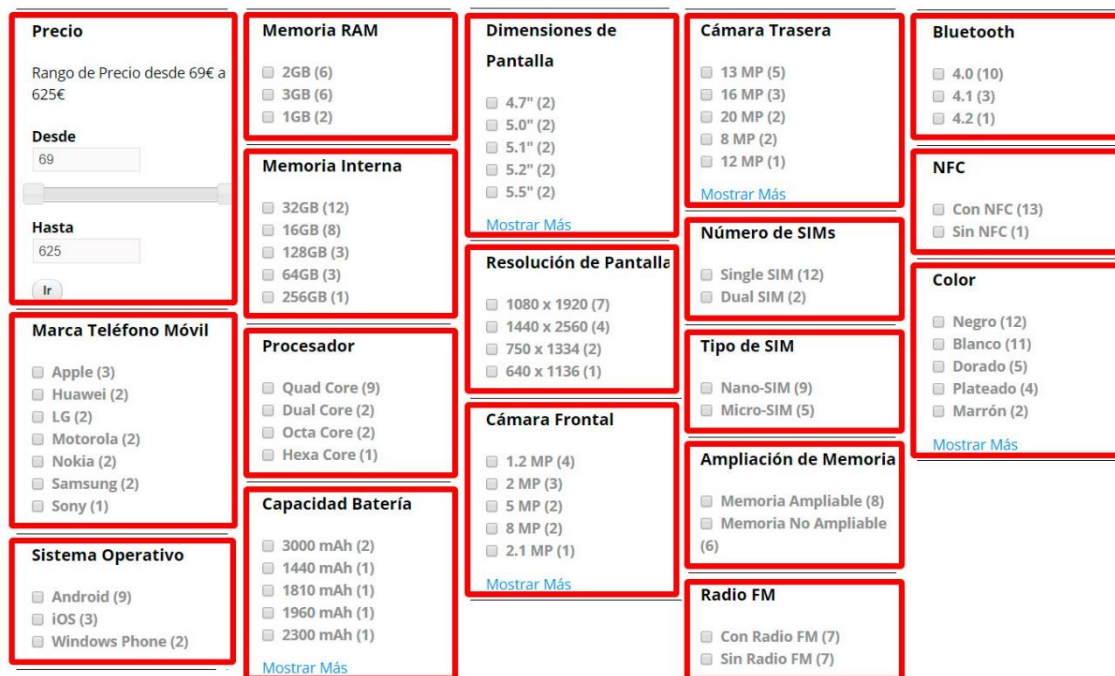 Precio
Rango de Precio desde 69€ a
625€
Desde
69
Hasta
625
Ir
Marca Teléfono Móvil
Apple (3)
Huawei (2)
LG (2)
Motorola (2)
Nokia (2)
Samsung (2)
Sony (1)
Sistema Operativo
Android (9)
iOS (3)
Windows Phone (2)
Memoria RAM
2GB (6)
3GB (6)
1GB (2)
Memoria Interna
32GB (12)
16GB (8)
128GB (3)
64GB (3)
256GB (1)
Procesador
Quad Core (9)
Dual Core (2)
Octa Core (2)
Hexa Core (1)
Capacidad Batería
3000 mAh (2)
1440 mAh (1)
1810 mAh (1)
1960 mAh (1)
2300 mAh (1)
Mostrar Más
Dimensiones de
Pantalla
4.7" (2)
5.0" (2)
5.1" (2)
5.2" (2)
5.5" (2)
Mostrar Más
Resolución de Pantalla
1080 x 1920 (7)
1440 x 2560 (4)
750 x 1334 (2)
640 x 1136 (1)
Cámara Frontal
1.2 MP (4)
2 MP (3)
5 MP (2)
8 MP (2)
2.1 MP (1)
Mostrar Más
Cámara Trasera
13 MP (5)
16 MP (3)
20 MP (2)
8 MP (2)
12 MP (1)
Mostrar Más
Número de SIMs
Single SIM (12)
Dual SIM (2)
Tipo de SIM
Nano-SIM (9)
Micro-SIM (5)
Ampliación de Memoria
Memoria Ampliable (8)
Memoria No Ampliable
(6)
Radio FM
Con Radio FM (7)
Sin Radio FM (7)
Bluetooth
4.0 (10)
4.1 (3)
4.2 (1)
NFC
Con NFC (13)
Sin NFC (1)
Color
Negro (12)
Blanco (11)
Dorado (5)
Plateado (4)
Marrón (2)
Mostrar Más